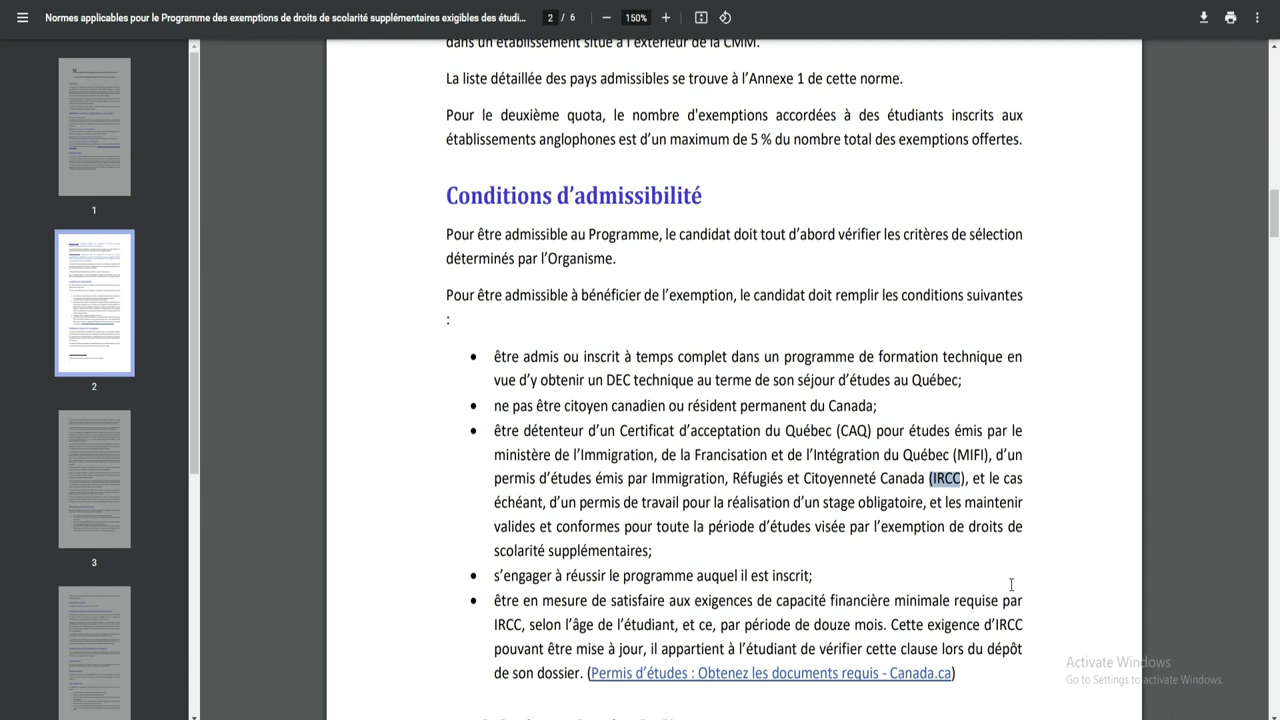 Normes applicables pour le Programme des exemptions de droits de scolarité supplémentaires exigibles des étudi...
2 / 6
150%
dans un établissement situé à l'extérieur de la CMM.
La liste détaillée des pays admissibles se trouve à l'Annexe 1 de cette norme.
Pour le deuxième quota, le nombre d'exemptions accordées à des étudiants inscrits aux
établissements anglophones est d'un maximum de 5 % du nombre total des exemptions offertes.
Conditions d'admissibilité
Pour être admissible au Programme, le candidat doit tout d'abord vérifier les critères de sélection
déterminés par l'Organisme.
Pour être admissible à bénéficier de l'exemption, le candidat doit remplir les conditions suivantes
:
• être admis ou inscrit à temps complet dans un programme de formation technique en
vue d'y obtenir un DEC technique au terme de son séjour d'études au Québec;
• ne pas être citoyen canadien ou résident permanent du Canada;
• être détenteur d'un Certificat d'acceptation du Québec (CAQ) pour études émis par le
ministère de l'Immigration, de la Francisation et de l'Intégration du Québec (MIFI), d'un
permis d'études émis par Immigration, Réfugiés et Citoyenneté Canada (IRCC), et le cas
échéant d'un permis de travail pour la réalisation d'un stage obligatoire, et les maintenir
valides et conformes pour toute la période d'études visée par l'exemption de droits de
scolarité supplémentaires;
• s'engager à réussir le programme auquel il est inscrit;
• être en mesure de satisfaire aux exigences de capacité financière minimale requise par
IRCC, selon l'âge de l'étudiant, et ce, par période de douze mois. Cette exigence d'IRCC
pouvant être mise à jour, il appartient à l'étudiant de vérifier cette clause lors du dépôt
de son dossier. (Permis d'études : Obtenez les documents requis - Canada.ca)
1
2
3
Activate Windows
Go to Settings to activate Windows.